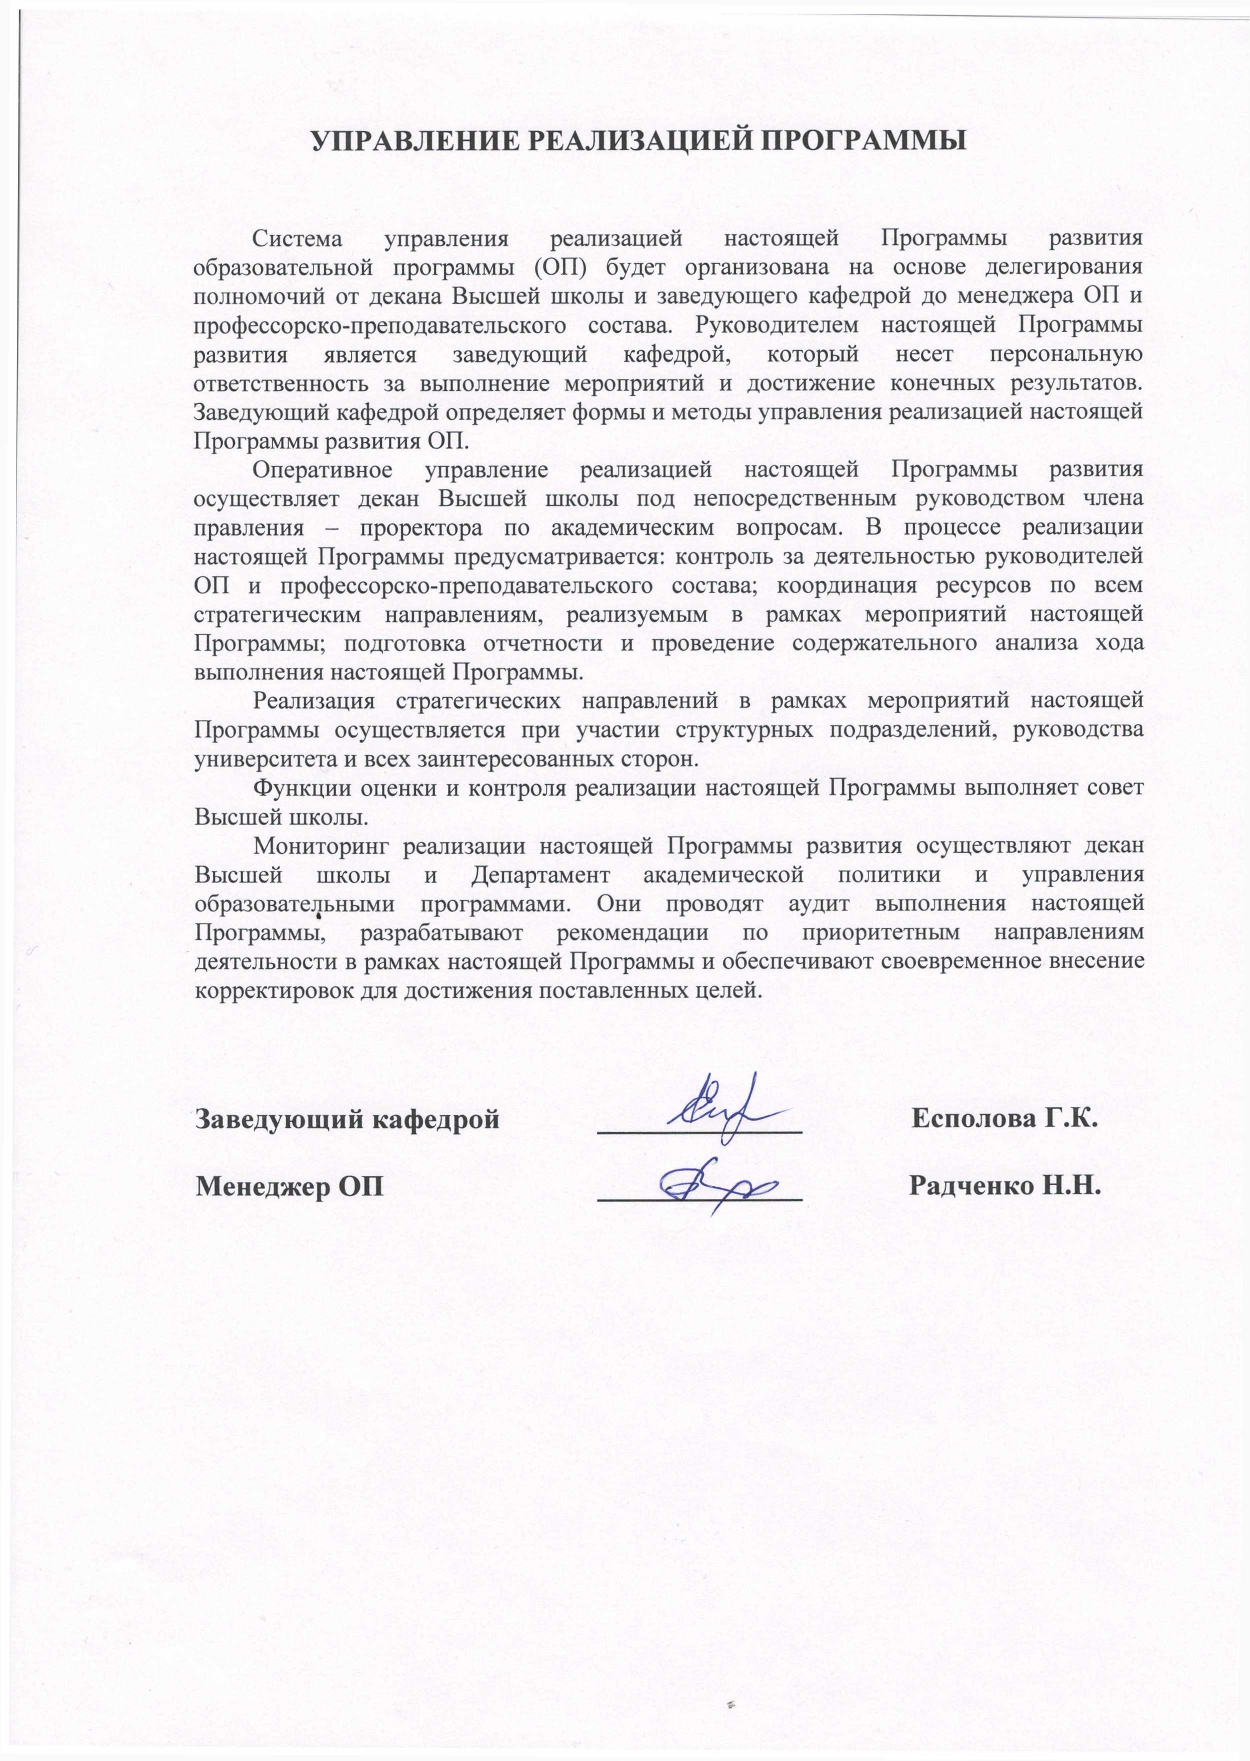 УПРАВЛЕНИЕ РЕАЛИЗАЦИЕЙ ПРОГРАММЫ
Система управления реализацией настоящей Программы развития
образовательной программы (ОП) будет организована на основе делегирования
полномочий от декана Высшей школы и заведующего кафедрой до менеджера ОП и
профессорско-преподавательского состава. Руководителем настоящей Программы
развития является заведующий кафедрой, который несет персональную
ответственность за выполнение мероприятий и достижение конечных результатов.
Заведующий кафедрой определяет формы и методы управления реализацией настоящей
Программы развития ОП.
Оперативное управление реализацией настоящей Программы развития
осуществляет декан Высшей школы под непосредственным руководством члена
правления – проректора по академическим вопросам. В процессе реализации
настоящей Программы предусматривается: контроль за деятельностью руководителей
ОП и профессорско-преподавательского состава; координация ресурсов по всем
стратегическим направлениям, реализуемым в рамках мероприятий настоящей
Программы; подготовка отчетности и проведение содержательного анализа хода
выполнения настоящей Программы.
Реализация стратегических направлений в рамках мероприятий настоящей
Программы осуществляется при участии структурных подразделений, руководства
университета и всех заинтересованных сторон.
Функции оценки и контроля реализации настоящей Программы выполняет совет
Высшей школы.
Мониторинг реализации настоящей Программы развития осуществляют декан
Высшей школы и Департамент академической политики и управления
образовательными программами. Они проводят аудит выполнения настоящей
Программы, разрабатывают рекомендации по приоритетным направлениям
деятельности в рамках настоящей Программы и обеспечивают своевременное внесение
корректировок для достижения поставленных целей.
Заведующий кафедрой Есполова Г.К.
Менеджер ОП Радченко Н.Н.